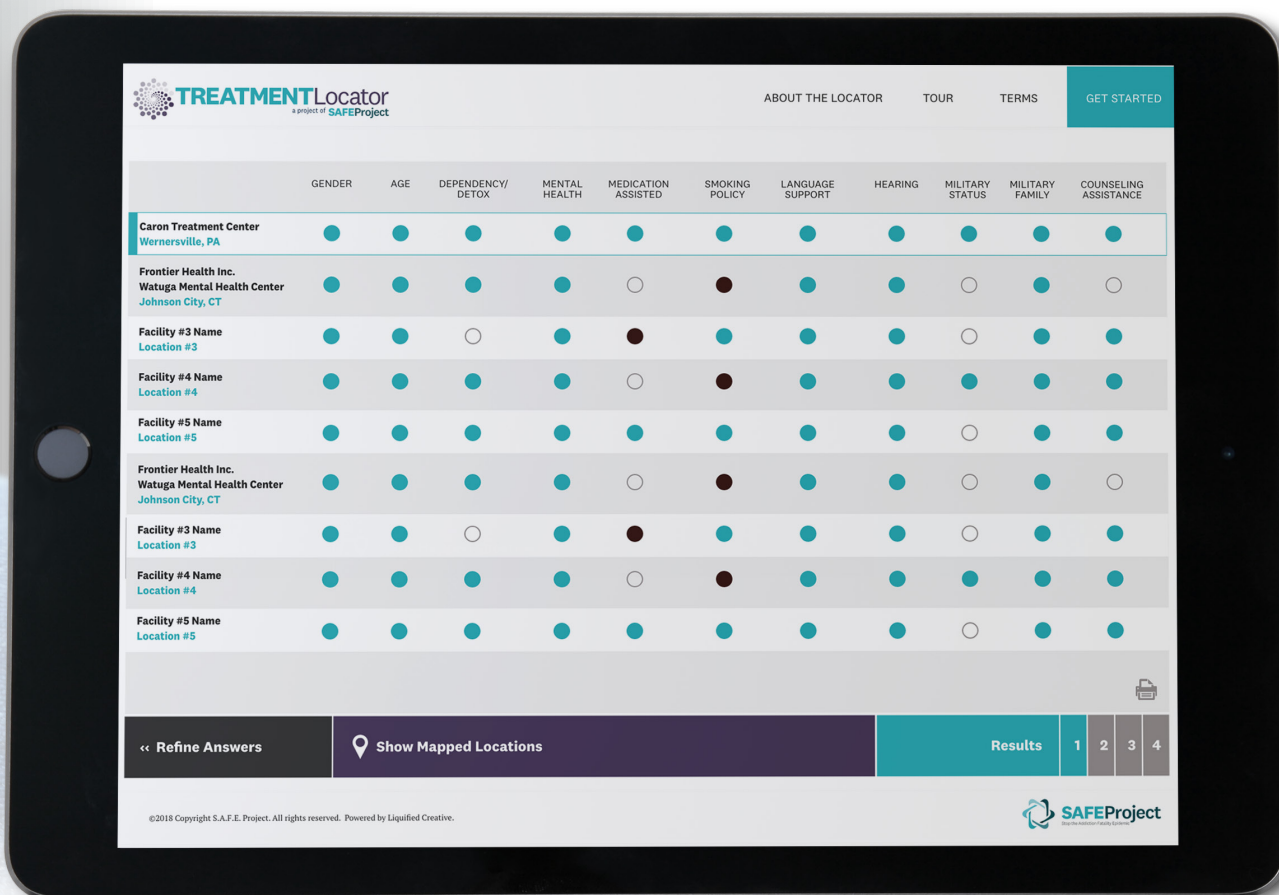 TREATMENTLocator
a project of SAFEProject
ABOUT THE LOCATOR TOUR TERMS GET STARTED
GENDER AGE DEPENDENCY/ DETOX MENTAL HEALTH MEDICATION ASSISTED SMOKING POLICY LANGUAGE SUPPORT HEARING MILITARY STATUS MILITARY FAMILY COUNSELING ASSISTANCE
Caron Treatment Center
Wernersville, PA
Frontier Health Inc.
Watuga Mental Health Center
Johnson City, CT
Facility #3 Name
Location #3
Facility #4 Name
Location #4
Facility #5 Name
Location #5
Frontier Health Inc.
Watuga Mental Health Center
Johnson City, CT
Facility #3 Name
Location #3
Facility #4 Name
Location #4
Facility #5 Name
Location #5
‹‹ Refine Answers Show Mapped Locations Results 1 2 3 4
©2018 Copyright S.A.F.E. Project. All rights reserved. Powered by Liquified Creative.
SAFEProject